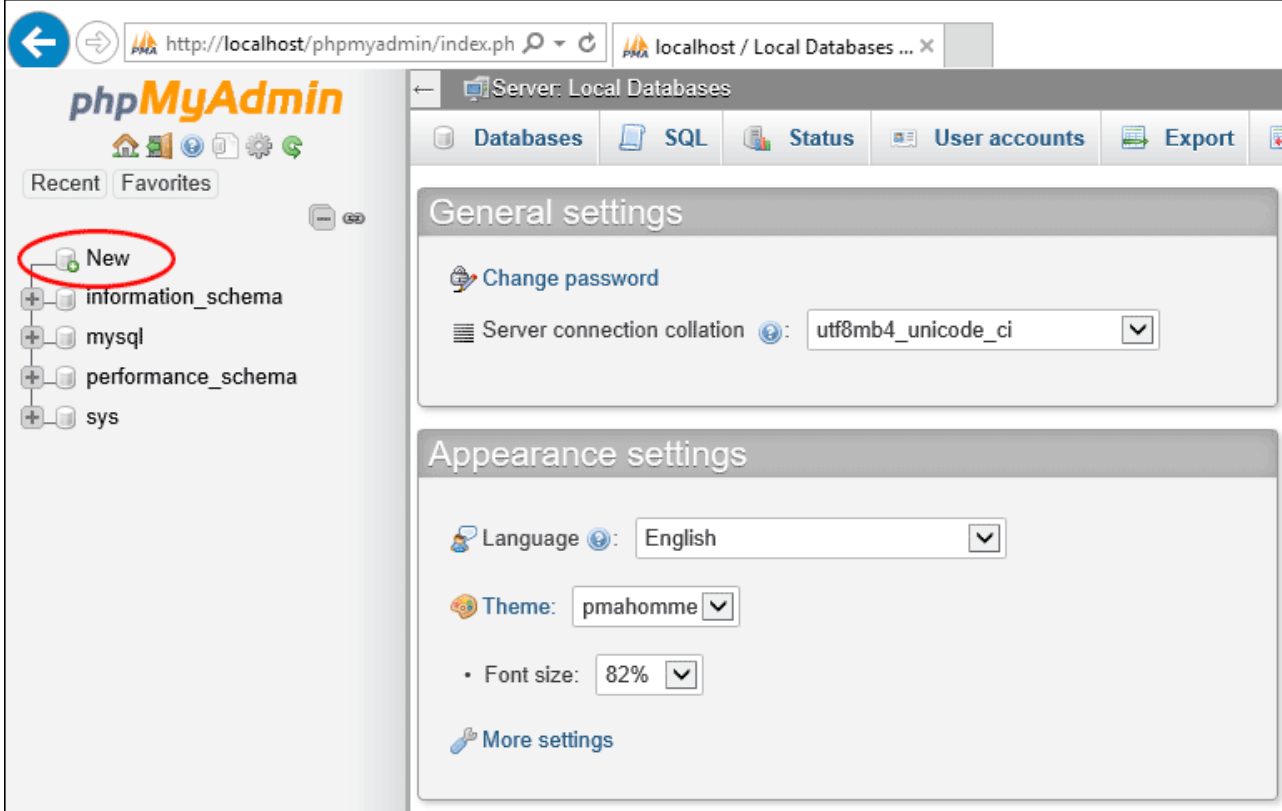 http://localhost/phpmyadmin/index.ph
PMA localhost / Local Databases ...
phpMyAdmin
Recent Favorites
New
information_schema
mysql
performance_schema
sys
Server: Local Databases
Databases SQL Status User accounts Export
General settings
Change password
Server connection collation : utf8mb4_unicode_ci
Appearance settings
Language : English
Theme: pmahomme
• Font size: 82%
More settings